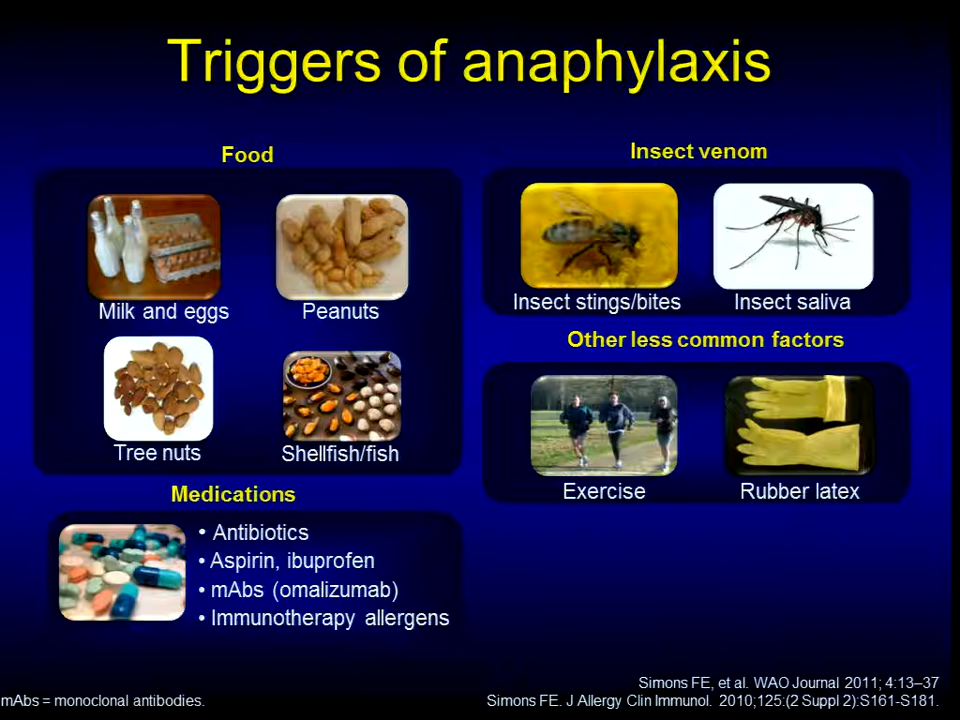 Triggers of anaphylaxis
Food
Milk and eggs
Peanuts
Tree nuts
Shellfish/fish
Medications
• Antibiotics
• Aspirin, ibuprofen
• mAbs (omalizumab)
• Immunotherapy allergens
Insect venom
Insect stings/bites
Insect saliva
Other less common factors
Exercise
Rubber latex
Simons FE, et al. WAO Journal 2011; 4:13–37
mAbs = monoclonal antibodies.
Simons FE. J Allergy Clin Immunol. 2010;125:(2 Suppl 2):S161-S181.